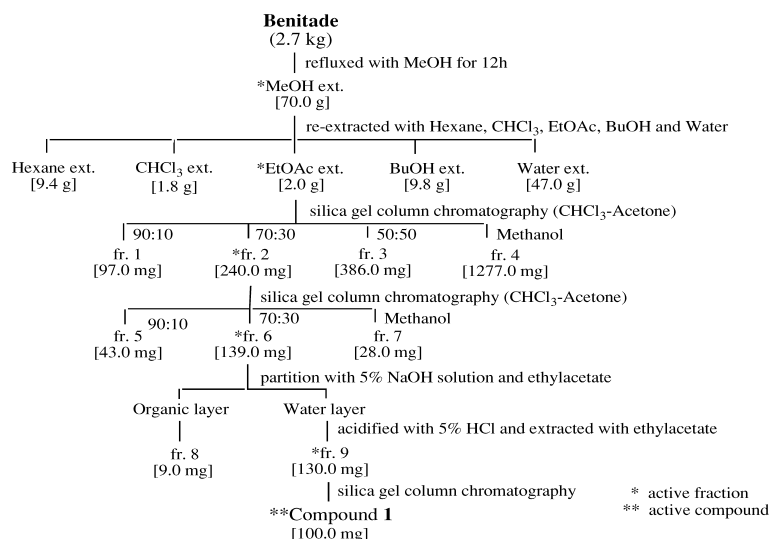 Benitade
(2.7 kg)
refluxed with MeOH for 12h
*MeOH ext.
[70.0 g]
re-extracted with Hexane, CHCl3, EtOAc, BuOH and Water
Hexane ext. CHCl3 ext. *EtOAc ext. BuOH ext. Water ext.
[9.4 g] [1.8 g] [2.0 g] [9.8 g] [47.0 g]
silica gel column chromatography (CHCl3-Acetone)
90:10 70:30 50:50 Methanol
fr. 1 *fr. 2 fr. 3 fr. 4
[97.0 mg] [240.0 mg] [386.0 mg] [1277.0 mg]
silica gel column chromatography (CHCl3-Acetone)
90:10 70:30 Methanol
fr. 5 *fr. 6 fr. 7
[43.0 mg] [139.0 mg] [28.0 mg]
partition with 5% NaOH solution and ethylacetate
Organic layer Water layer
acidified with 5% HCl and extracted with ethylacetate
fr. 8 *fr. 9
[9.0 mg] [130.0 mg]
silica gel column chromatography
* active fraction
**Compound 1
** active compound
[100.0 mg]